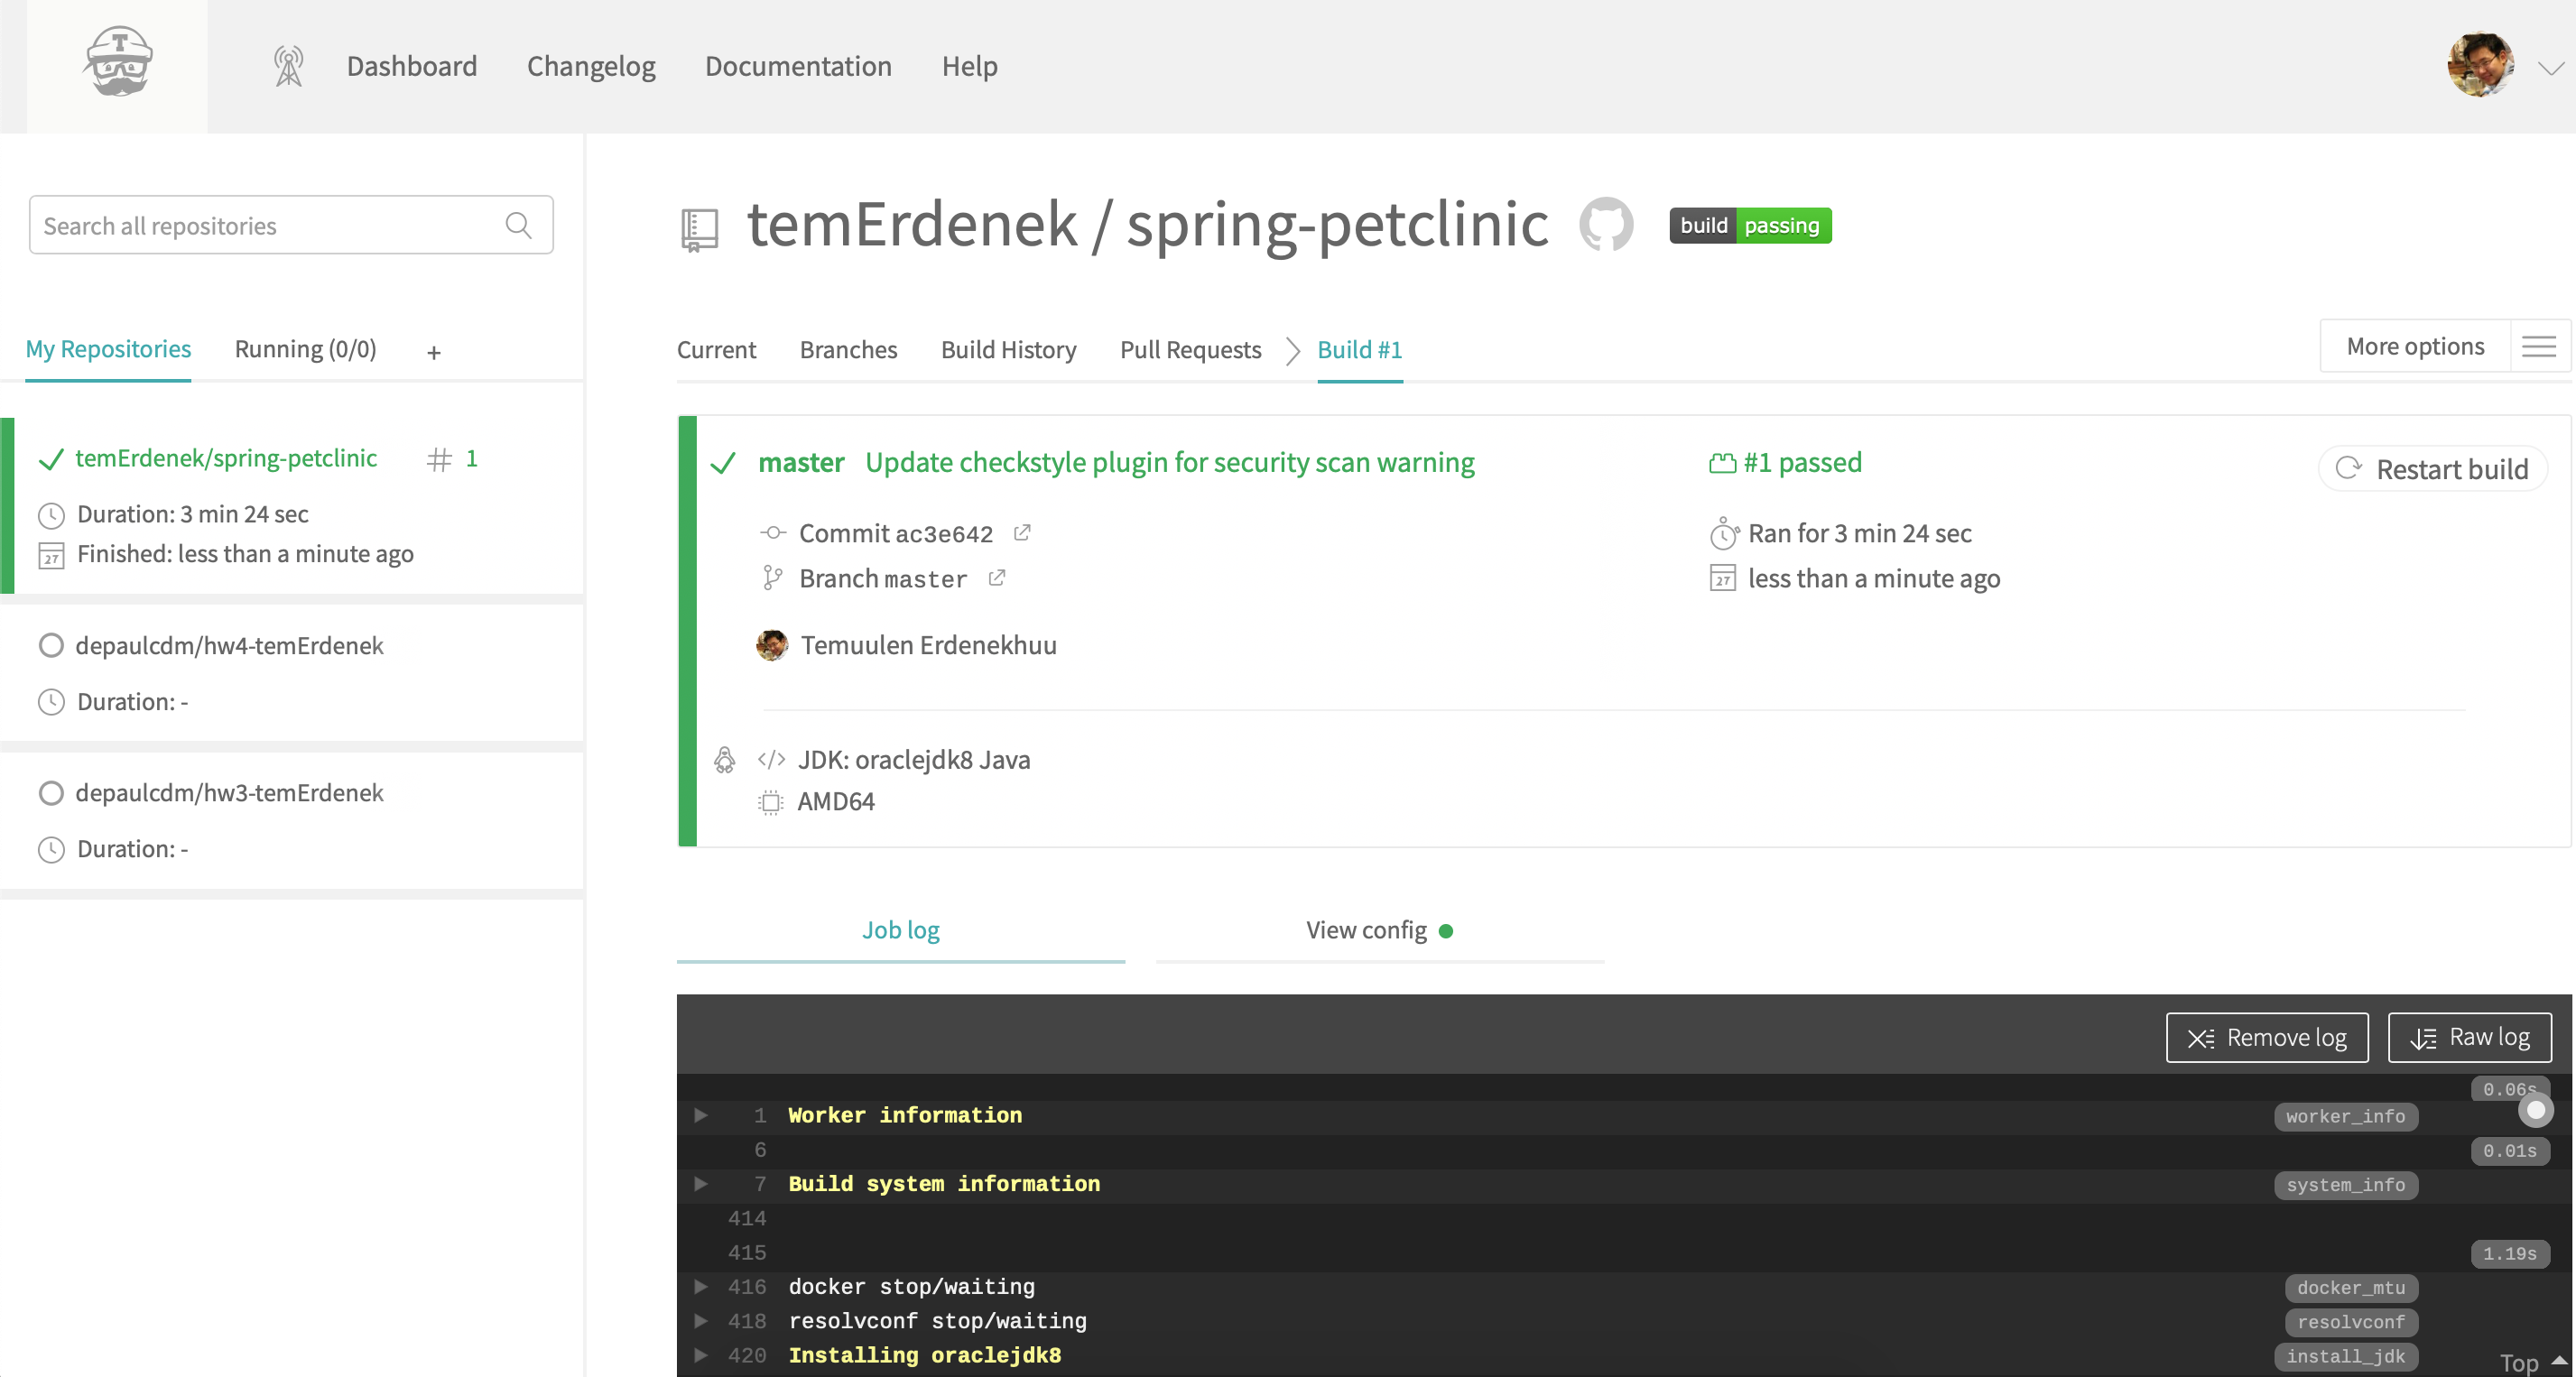 Dashboard Changelog Documentation Help
Search all repositories
My Repositories Running (0/0) +
temErdenek/spring-petclinic # 1
Duration: 3 min 24 sec
27 Finished: less than a minute ago
depaulcdm/hw4-temErdenek
Duration: -
depaulcdm/hw3-temErdenek
Duration: -
temErdenek / spring-petclinic build passing
Current Branches Build History Pull Requests Build #1 More options
master Update checkstyle plugin for security scan warning
Commit ac3e642
Branch master
Temuulen Erdenekhuu
#1 passed
Ran for 3 min 24 sec
27 less than a minute ago
Restart build
JDK: oraclejdk8 Java
AMD64
Job log View config
Remove log Raw log
0.06s
1 Worker information worker_info
6 0.01s
7 Build system information system_info
414
415 1.19s
416 docker stop/waiting docker_mtu
418 resolvconf stop/waiting resolvconf
420 Installing oraclejdk8 install_jdk
Top